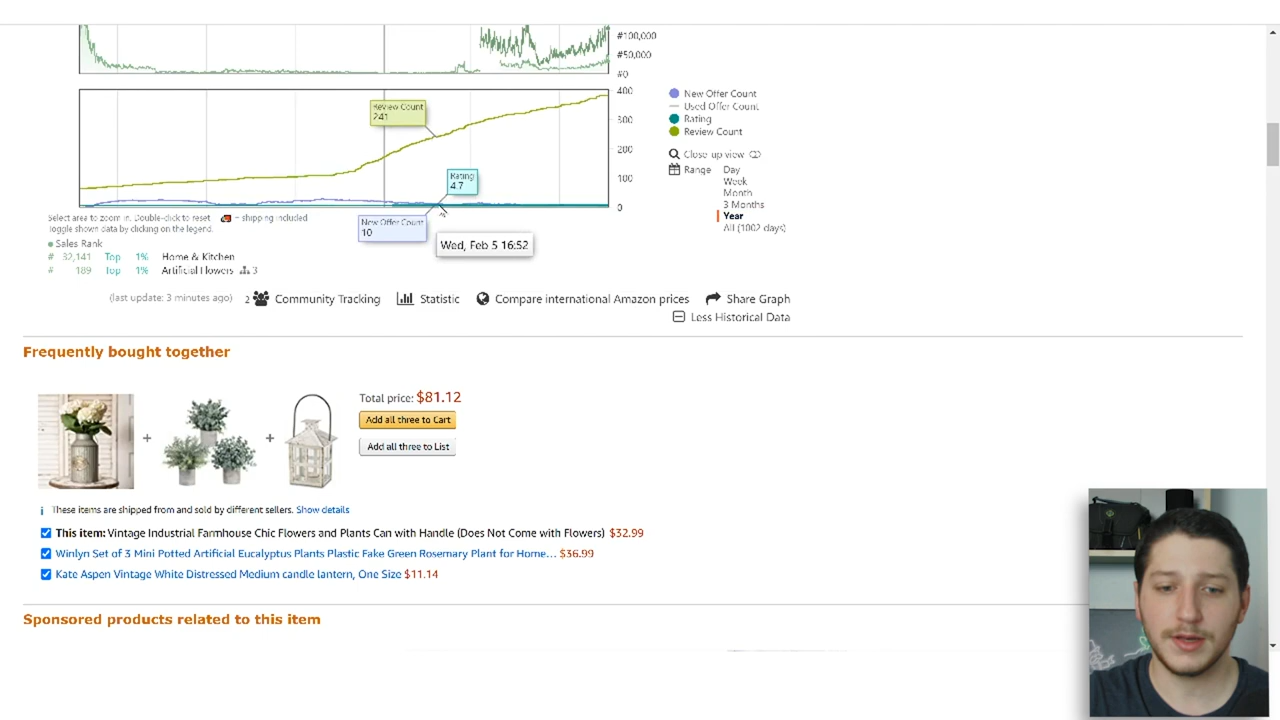 #100,000
#50,000
#0
400
300
200
100
0
Review Count
241
Rating
4.7
New Offer Count
10
Wed, Feb 5 16:52
New Offer Count
Used Offer Count
Rating
Review Count
Close-up view
Range
Day
Week
Month
3 Months
Year
All (1002 days)
Select area to zoom in. Double-click to reset
Toggle shown data by clicking on the legend.
= shipping included
Sales Rank
# 32,141 Top 1% Home & Kitchen
# 189 Top 1% Artificial Flowers 3
(last update: 3 minutes ago) 2 Community Tracking Statistic Compare international Amazon prices Share Graph
Less Historical Data
Frequently bought together
+ +
Total price: $81.12
Add all three to Cart
Add all three to List
i These items are shipped from and sold by different sellers. Show details
This item: Vintage Industrial Farmhouse Chic Flowers and Plants Can with Handle (Does Not Come with Flowers) $32.99
Winlyn Set of 3 Mini Potted Artificial Eucalyptus Plants Plastic Fake Green Rosemary Plant for Home… $36.99
Kate Aspen Vintage White Distressed Medium candle lantern, One Size $11.14
Sponsored products related to this item